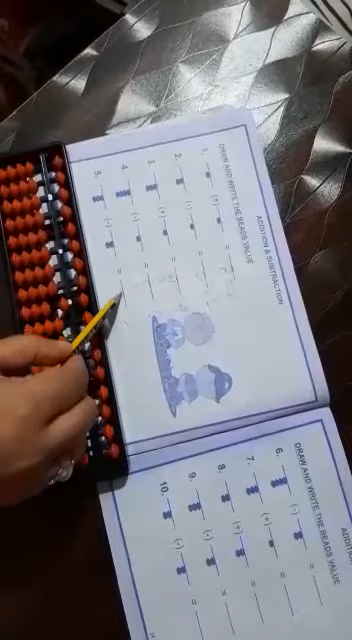 ADDITION & SUBTRACTION
DRAW AND WRITE THE BEADS VALUE
1. (+) =
2. (-) =
3. (+) =
4. (-) =
5. (-) =
DRAW AND WRITE THE BEADS VALUE
6. (-) =
7. (+) =
8. (+) =
9. (-) =
10. (-) =